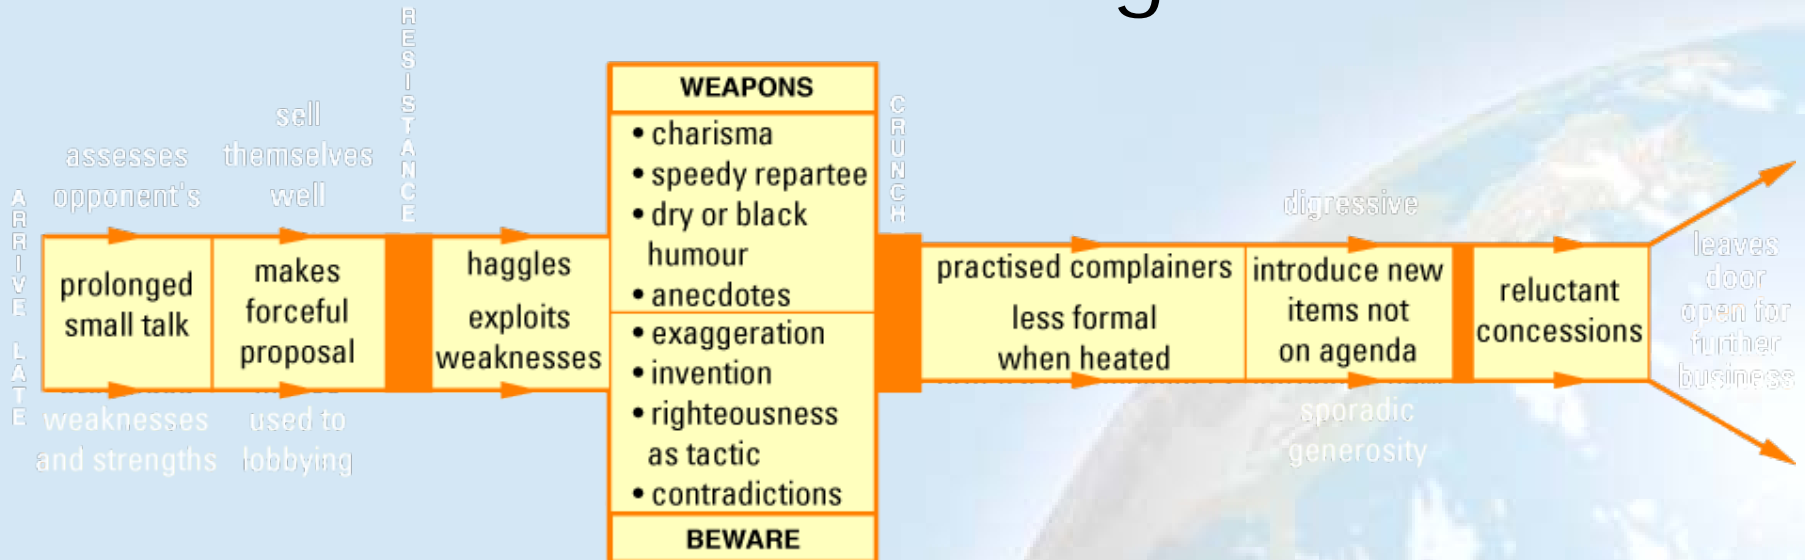 ARRIVE LATE
assesses
opponent's
weaknesses
and strengths
prolonged
small talk
sell
themselves
well
makes
forceful
proposal
used to
lobbying
RESISTANCE
haggles
exploits
weaknesses
WEAPONS
• charisma
• speedy repartee
• dry or black
humour
• anecdotes
• exaggeration
• invention
• righteousness
as tactic
• contradictions
BEWARE
CRUNCH
practised complainers
less formal
when heated
digressive
introduce new
items not
on agenda
sporadic
generosity
reluctant
concessions
leaves
door
open for
further
business